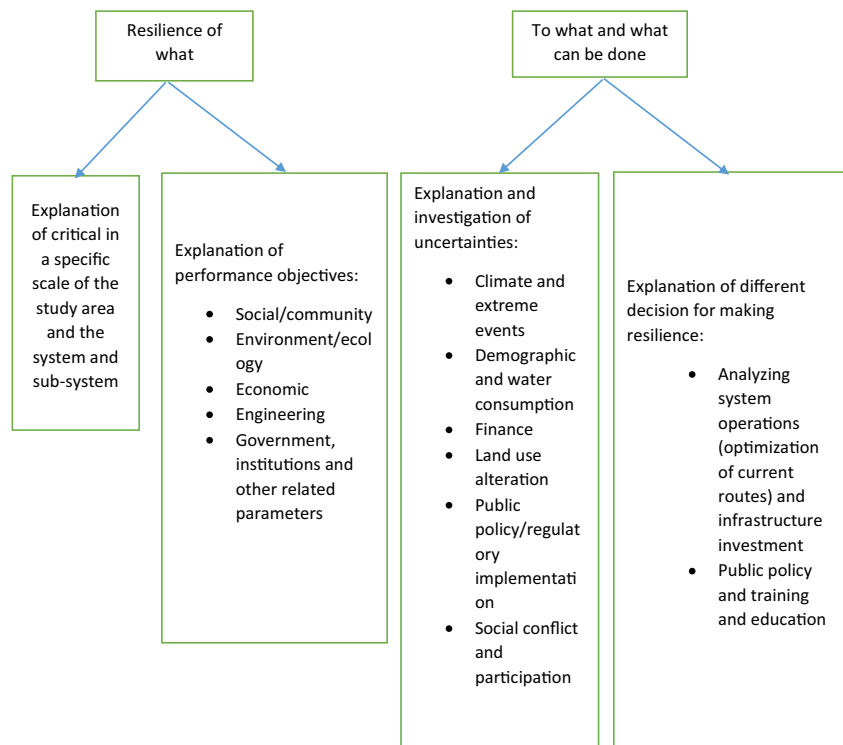 Resilience of
what
To what and what
can be done
Explanation
of critical in
a specific
scale of the
study area
and the
system and
sub-system
Explanation of
performance objectives:
• Social/community
• Environment/ecol
ogy
• Economic
• Engineering
• Government,
institutions and
other related
parameters
Explanation and
investigation of
uncertainties:
• Climate and
extreme
events
• Demographic
and water
consumption
• Finance
• Land use
alteration
• Public
policy/regulat
ory
implementati
on
• Social conflict
and
participation
Explanation of different
decision for making
resilience:
• Analyzing
system
operations
(optimization
of current
routes) and
infrastructure
investment
• Public policy
and training
and education